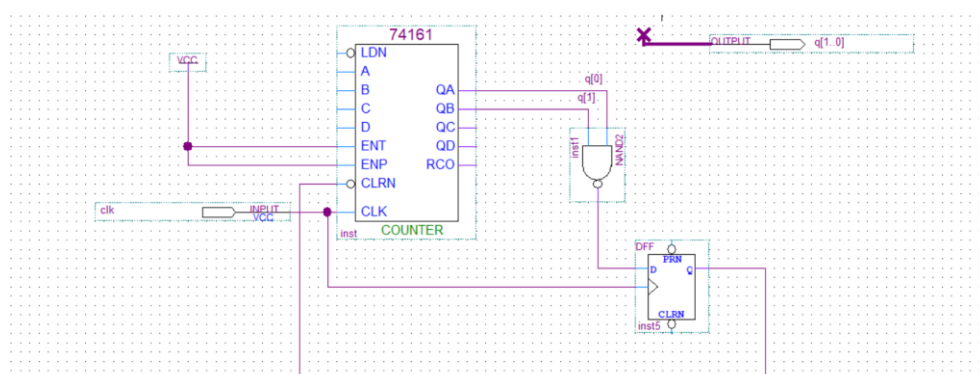 74161
LDN
A
B
C
D
ENT
ENP
CLRN
CLK
QA
QB
QC
QD
RCO
inst
COUNTER
VCC
clk
INPUT
VCC
q[0]
q[1]
inst1
NAND2
OUTPUT
q[1..0]
DFF
PRN
D
Q
CLRN
inst5